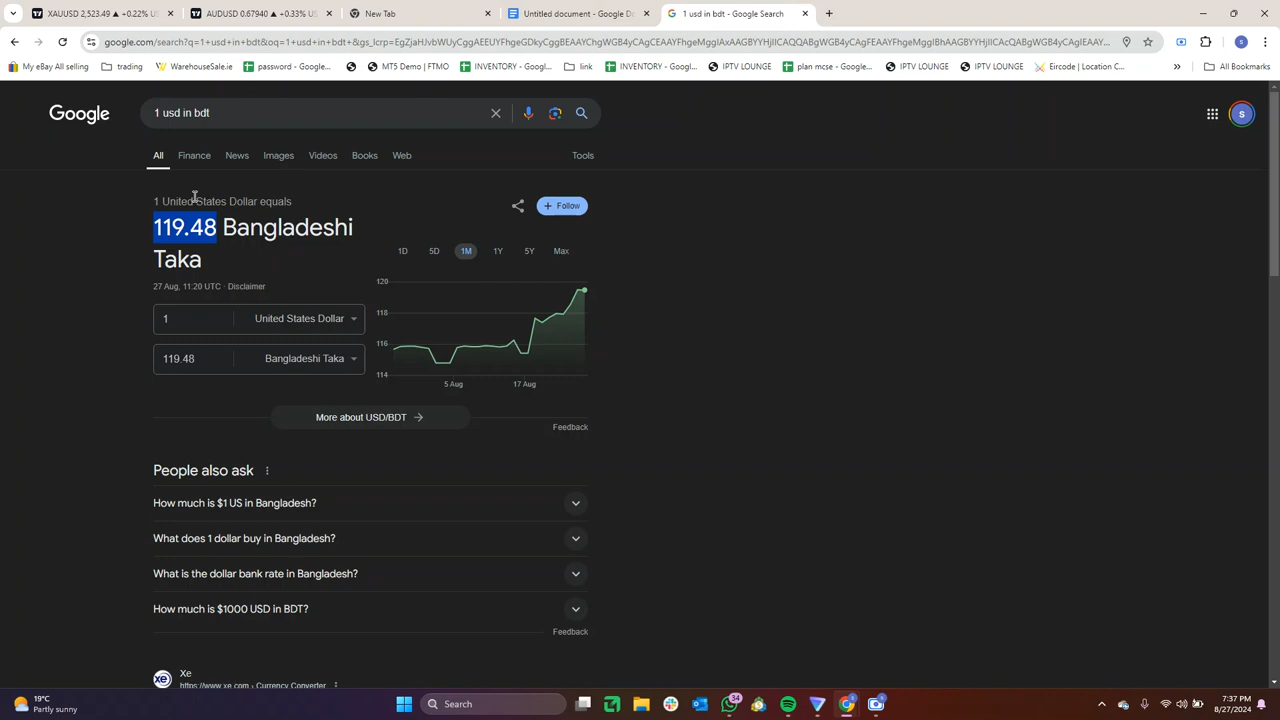 XAUUSD 2,523.49 ▲ +0.22%
AUDUSD 0.67940 ▲ +0.33%
New Tab
Untitled document - Google Do
1 usd in bdt - Google Search
google.com/search?q=1+usd+in+bdt&oq=1+usd+in+bdt+&gs_lcrp=
My eBay All selling
trading
WarehouseSale.ie
password - Google...
MT5 Demo | FTMO
INVENTORY - Googl...
link
INVENTORY - Googl...
IPTV LOUNGE
plan mcse - Google...
IPTV LOUNGE
IPTV LOUNGE
Eircode | Location C...
»
All Bookmarks
Google
1 usd in bdt
S
All Finance News Images Videos Books Web Tools
1 United States Dollar equals
119.48 Bangladeshi
Taka
+ Follow
27 Aug, 11:20 UTC · Disclaimer
1D 5D 1M 1Y 5Y Max
120
118
116
114
5 Aug 17 Aug
1 United States Dollar
119.48 Bangladeshi Taka
More about USD/BDT →
Feedback
People also ask
How much is $1 US in Bangladesh?
What does 1 dollar buy in Bangladesh?
What is the dollar bank rate in Bangladesh?
How much is $1000 USD in BDT?
Feedback
xe
Xe
https://www.xe.com › Currency Converter
19°C
Partly sunny
Search
34
7:37 PM
8/27/2024